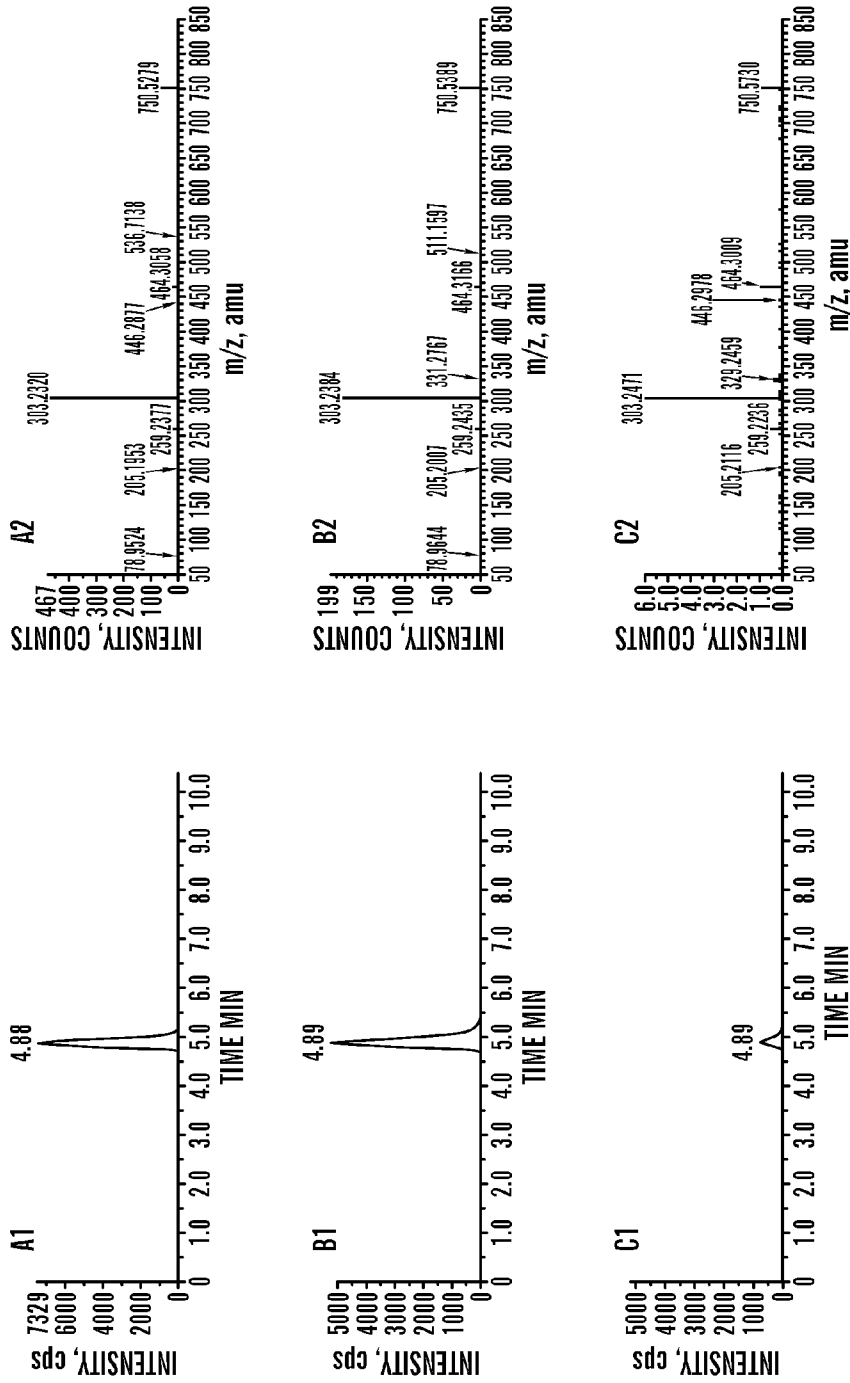 A1
INTENSITY, cps
7329
6000
4000
2000
0
4.88
0 1.0 2.0 3.0 4.0 5.0 6.0 7.0 8.0 9.0 10.0
TIME MIN
A2
INTENSITY, COUNTS
467
400
300
200
100
0
78.9524
205.1953
259.2377
303.2320
446.2877
464.3058
536.7138
750.5279
50 100 150 200 250 300 350 400 450 500 550 600 650 700 750 800 850
m/z, amu
B1
INTENSITY, cps
5000
4000
3000
2000
1000
0
4.89
0 1.0 2.0 3.0 4.0 5.0 6.0 7.0 8.0 9.0 10.0
TIME MIN
B2
INTENSITY, COUNTS
199
150
100
50
0
78.9644
205.2007
259.2435
303.2384
331.2767
464.3166
511.1597
750.5389
50 100 150 200 250 300 350 400 450 500 550 600 650 700 750 800 850
m/z, amu
C1
INTENSITY, cps
5000
4000
3000
2000
1000
0
4.89
0 1.0 2.0 3.0 4.0 5.0 6.0 7.0 8.0 9.0 10.0
TIME MIN
C2
INTENSITY, COUNTS
6.0
5.0
4.0
3.0
2.0
1.0
0.0
205.2116
259.2236
303.2471
329.2459
446.2978
464.3009
750.5730
50 100 150 200 250 300 350 400 450 500 550 600 650 700 750 800 850
m/z, amu